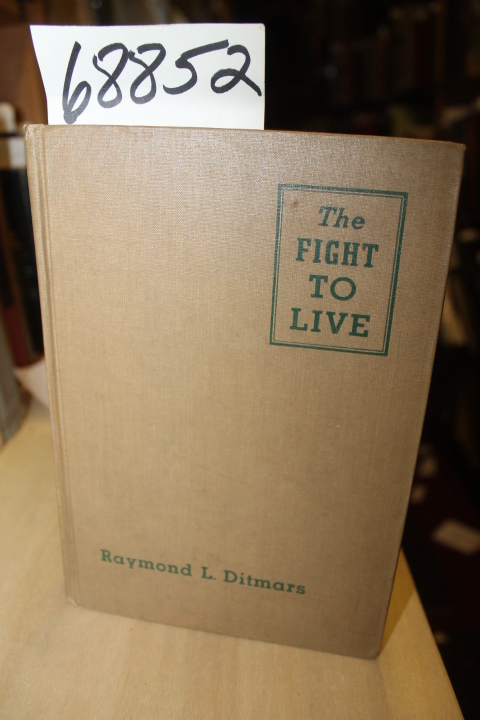 68852
The
FIGHT
TO
LIVE
Raymond L. Ditmars